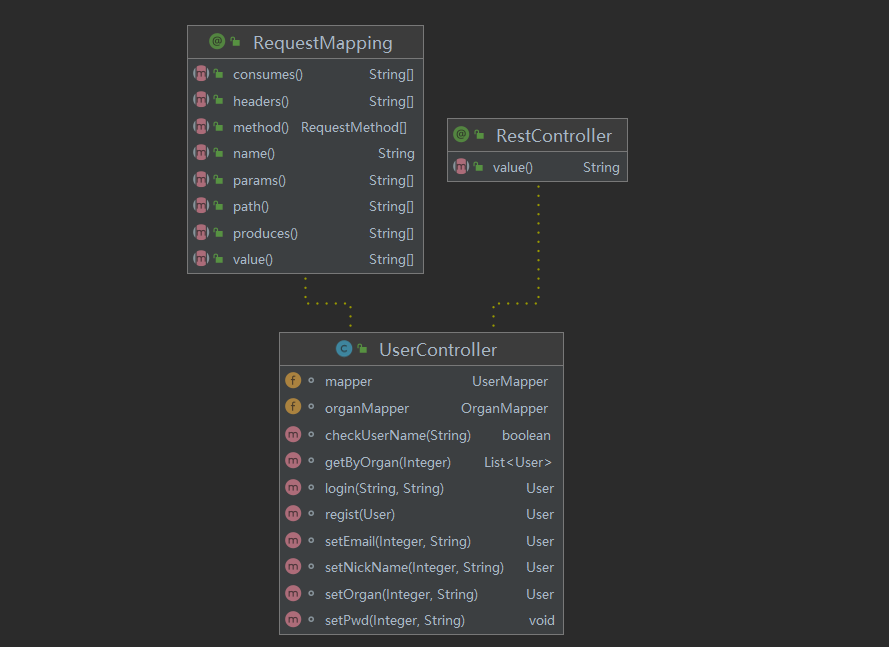 RequestMapping
consumes() String[]
headers() String[]
method() RequestMethod[]
name() String
params() String[]
path() String[]
produces() String[]
value() String[]
RestController
value() String
UserController
mapper UserMapper
organMapper OrganMapper
checkUserName(String) boolean
getByOrgan(Integer) List<User>
login(String, String) User
regist(User) User
setEmail(Integer, String) User
setNickName(Integer, String) User
setOrgan(Integer, String) User
setPwd(Integer, String) void